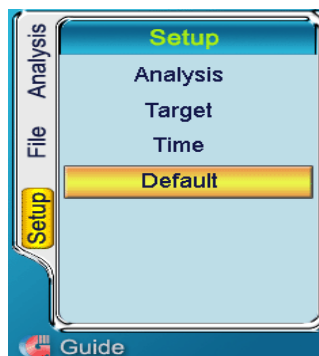 Setup
Analysis
Target
Time
Default
Analysis
File
Setup
Guide